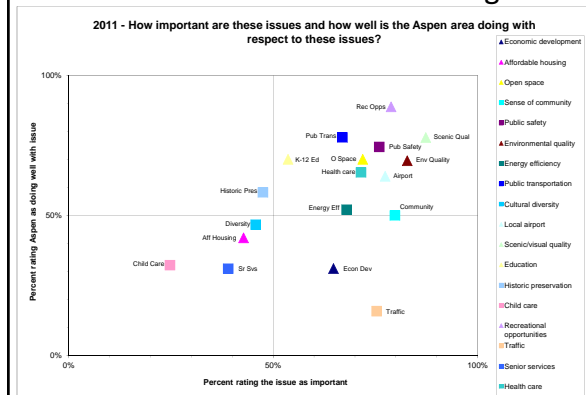 2011 - How important are these issues and how well is the Aspen area doing with
respect to these issues?
Percent rating Aspen as doing well with issue
100%
50%
0%
Rec Opps
Pub Trans
Scenic Qual
Pub Safety
K-12 Ed
O Space
Env Quality
Health care
Airport
Historic Pres
Energy Eff
Community
Diversity
Aff Housing
Child Care
Sr Svs
Econ Dev
Traffic
0%
50%
100%
Percent rating the issue as important
Economic development
Affordable housing
Open space
Sense of community
Public safety
Environmental quality
Energy efficiency
Public transportation
Cultural diversity
Local airport
Scenic/visual quality
Education
Historic preservation
Child care
Recreational
opportunities
Traffic
Senior services
Health care